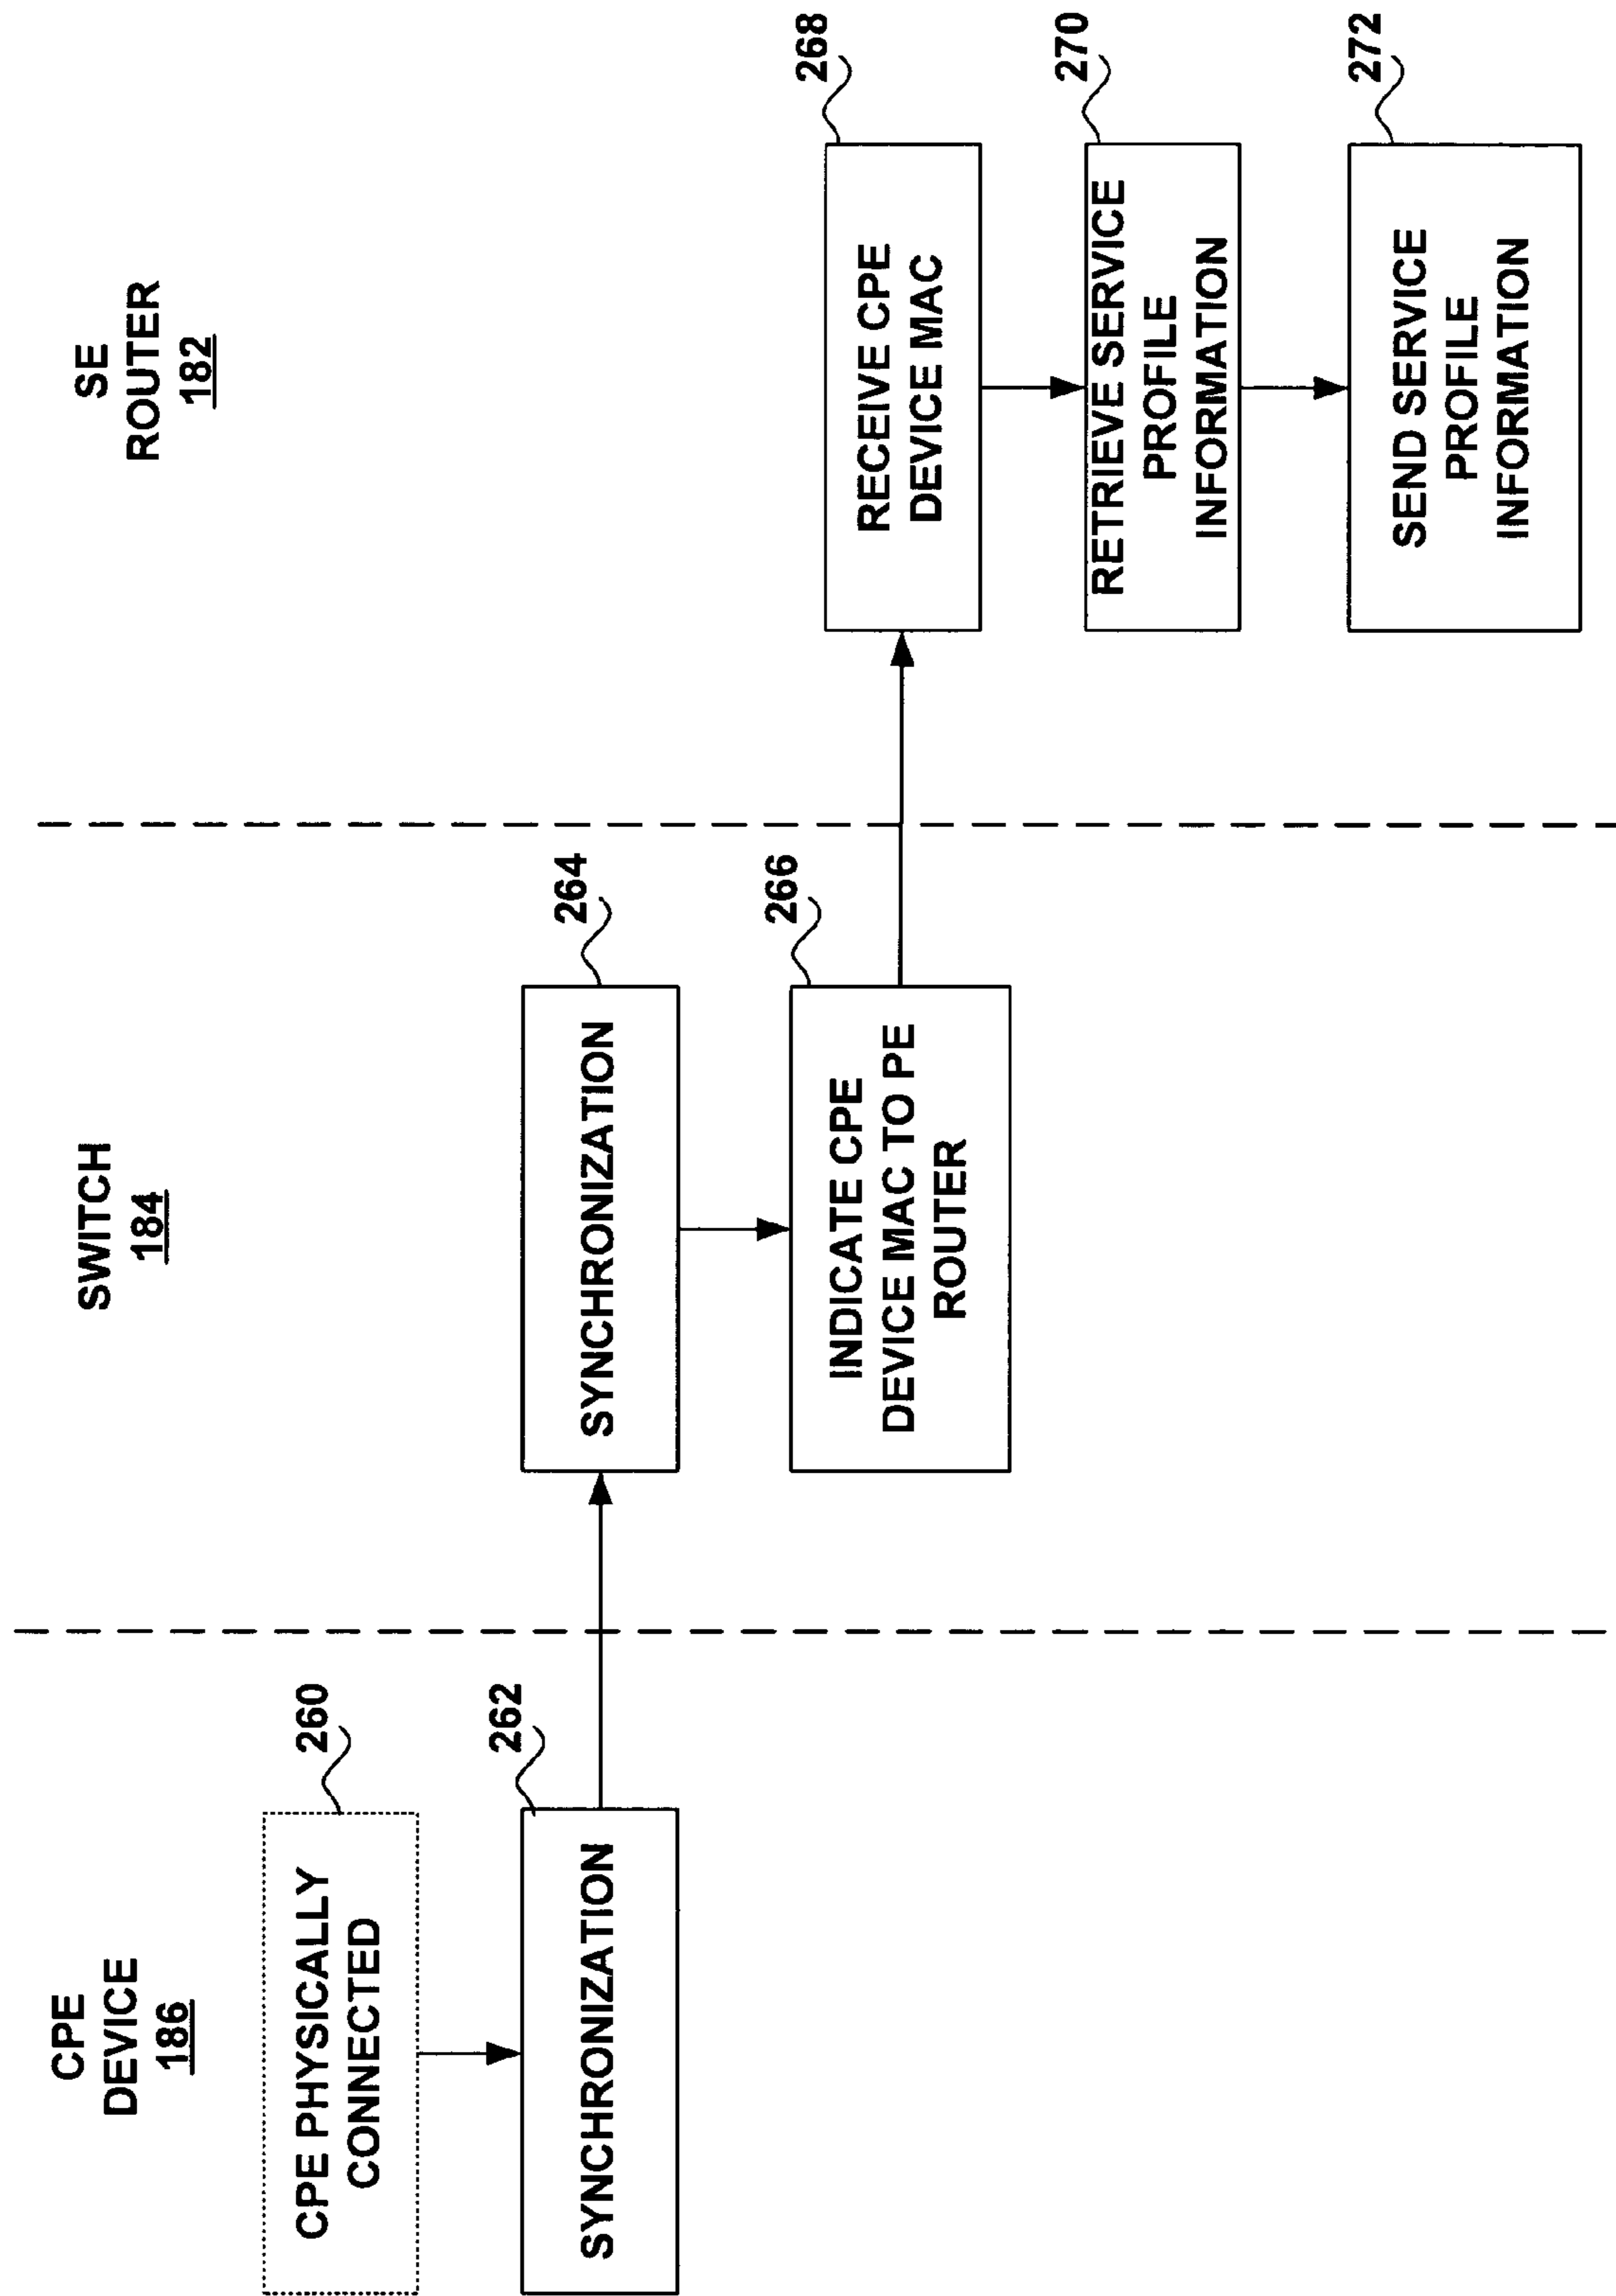 CPE
DEVICE
186
SWITCH
184
SE
ROUTER
182
CPE PHYSICALLY
CONNECTED
260
SYNCHRONIZATION
262
SYNCHRONIZATION
264
INDICATE CPE
DEVICE MAC TO PE
ROUTER
266
RECEIVE CPE
DEVICE MAC
268
RETRIEVE SERVICE
PROFILE
INFORMATION
270
SEND SERVICE
PROFILE
INFORMATION
272